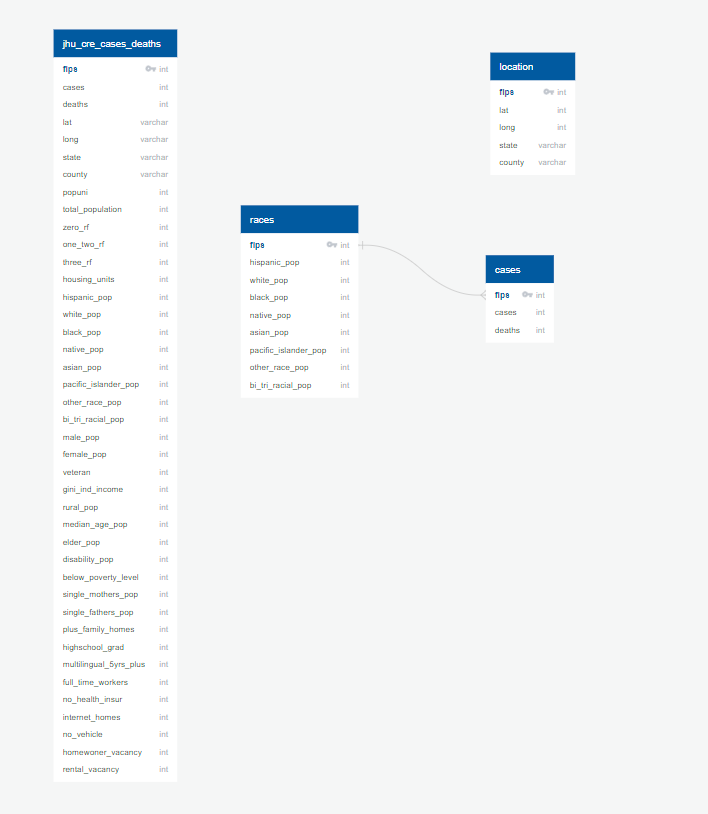 jhu_cre_cases_deaths
fips int
cases int
deaths int
lat varchar
long varchar
state varchar
county varchar
popuni int
total_population int
zero_rf int
one_two_rf int
three_rf int
housing_units int
hispanic_pop int
white_pop int
black_pop int
native_pop int
asian_pop int
pacific_islander_pop int
other_race_pop int
bi_tri_racial_pop int
male_pop int
female_pop int
veteran int
gini_ind_income int
rural_pop int
median_age_pop int
elder_pop int
disability_pop int
below_poverty_level int
single_mothers_pop int
single_fathers_pop int
plus_family_homes int
highschool_grad int
multilingual_5yrs_plus int
full_time_workers int
no_health_insur int
internet_homes int
no_vehicle int
homewoner_vacancy int
rental_vacancy int
races
fips int
hispanic_pop int
white_pop int
black_pop int
native_pop int
asian_pop int
pacific_islander_pop int
other_race_pop int
bi_tri_racial_pop int
location
fips int
lat int
long int
state varchar
county varchar
cases
fips int
cases int
deaths int